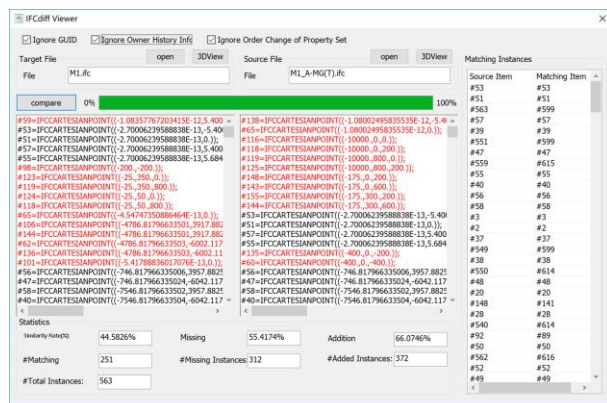 IFCdiff Viewer
Ignore GUID
Ignore Owner History Info
Ignore Order Change of Property Set
Target File
open
3DView
Source File
open
3DView
Matching Instances
File
M1.ifc
File
M1_A-MG(T).ifc
compare
0%
100%
#59=IFCCARTESIANPOINT((-1.08357767203415E-12,5.400
#53=IFCCARTESIANPOINT((-2.70006239588838E-13,-5.400
#51=IFCCARTESIANPOINT((-2.70006239588838E-13,0.));
#57=IFCCARTESIANPOINT((-2.70006239588838E-13,5.400
#55=IFCCARTESIANPOINT((-2.70006239588838E-13,5.684
#98=IFCCARTESIANPOINT((-200.,-200.));
#123=IFCCARTESIANPOINT((-25.,350.,0.));
#119=IFCCARTESIANPOINT((-25.,350.,800.));
#124=IFCCARTESIANPOINT((-25.,50.,0.));
#118=IFCCARTESIANPOINT((-25.,50.,800.));
#65=IFCCARTESIANPOINT((-4.54747350886464E-13,0.));
#106=IFCCARTESIANPOINT((-4786.81796633501,3917.882
#144=IFCCARTESIANPOINT((-4786.81796633501,3917.882
#62=IFCCARTESIANPOINT((-4786.81796633503,-6002.117
#136=IFCCARTESIANPOINT((-4786.81796633503,-6002.11
#101=IFCCARTESIANPOINT((-5.41788836017076E-13,0.));
#56=IFCCARTESIANPOINT((-746.817966335006,3957.8825
#47=IFCCARTESIANPOINT((-746.817966335024,-6042.117
#58=IFCCARTESIANPOINT((-7546.81796633502,3957.8825
#40=IFCCARTESIANPOINT((-7546.81796633504,-6042.117
#138=IFCCARTESIANPOINT((-1.08002495835535E-12,-5.4
#65=IFCCARTESIANPOINT((-1.08002495835535E-12,0.));
#116=IFCCARTESIANPOINT((-10000.,0.,0.));
#118=IFCCARTESIANPOINT((-10000.,0.,200.));
#119=IFCCARTESIANPOINT((-10000.,800.,0.));
#125=IFCCARTESIANPOINT((-10000.,800.,200.));
#148=IFCCARTESIANPOINT((-175.,0.,200.));
#143=IFCCARTESIANPOINT((-175.,0.,600.));
#155=IFCCARTESIANPOINT((-175.,300.,200.));
#144=IFCCARTESIANPOINT((-175.,300.,600.));
#53=IFCCARTESIANPOINT((-2.70006239588838E-13,-5.40
#51=IFCCARTESIANPOINT((-2.70006239588838E-13,0.));
#57=IFCCARTESIANPOINT((-2.70006239588838E-13,5.400
#55=IFCCARTESIANPOINT((-2.70006239588838E-13,5.684
#135=IFCCARTESIANPOINT((-400.,0.,-200.));
#60=IFCCARTESIANPOINT((-400.,0.,-400.));
#56=IFCCARTESIANPOINT((-746.817966335006,3957.8825
#47=IFCCARTESIANPOINT((-746.817966335024,-6042.117
#58=IFCCARTESIANPOINT((-7546.81796633502,3957.8825
#40=IFCCARTESIANPOINT((-7546.81796633504,-6042.117
Source Item Matching Item
#53 #53
#51 #51
#563 #599
#57 #57
#39 #39
#551 #599
#47 #47
#559 #615
#55 #55
#40 #40
#56 #56
#58 #58
#3 #3
#2 #2
#37 #37
#549 #599
#38 #38
#550 #614
#48 #48
#20 #20
#148 #141
#28 #28
#540 #614
#92 #89
#50 #50
#562 #616
#52 #52
#49 #49
Statistics
Similarity Rate(%): 44.5826%
Missing 55.4174%
Addition 66.0746%
#Matching 251
#Missing Instances: 312
#Added Instances: 372
#Total Instances: 563